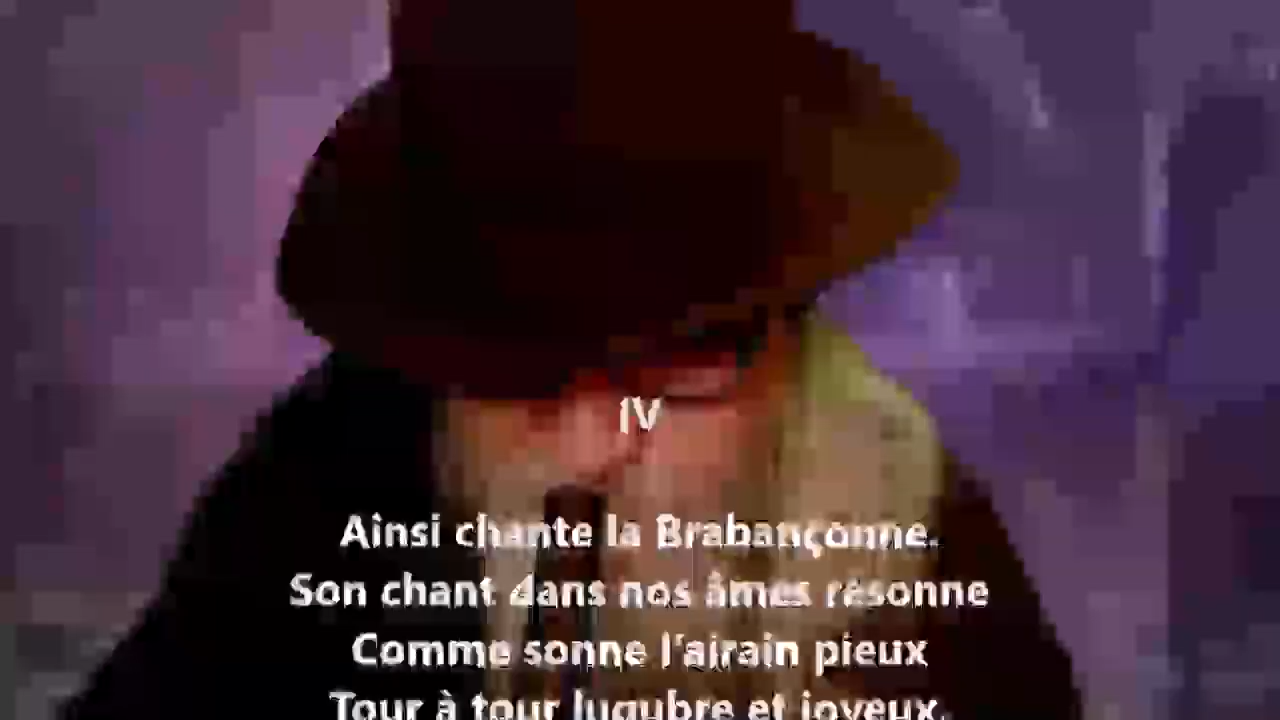 IV
Ainsi chante la Brabançonne.
Son chant dans nos âmes résonne
Comme sonne l'airain pieux
Tour à tour lugubre et joyeux.